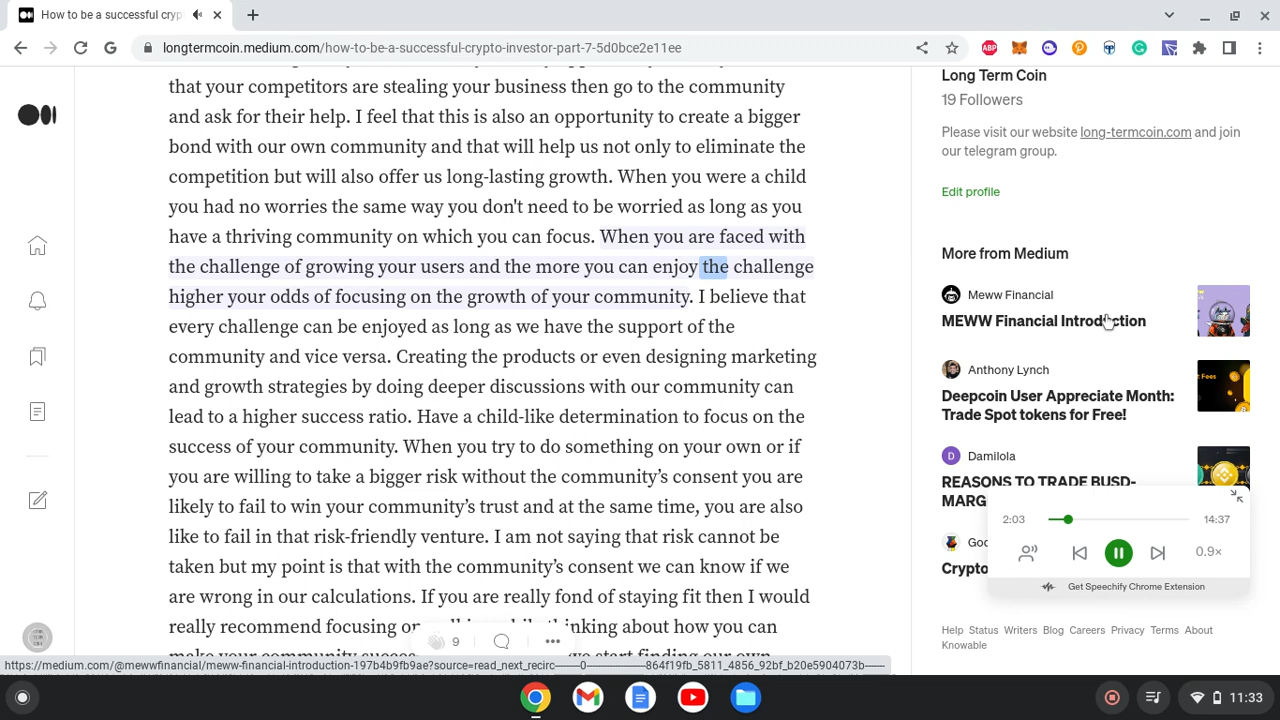 How to be a successful cryp
longtermcoin.medium.com/how-to-be-a-successful-crypto-investor-part-7-5d0bce2e11ee
that your competitors are stealing your business then go to the community
and ask for their help. I feel that this is also an opportunity to create a bigger
bond with our own community and that will help us not only to eliminate the
competition but will also offer us long-lasting growth. When you were a child
you had no worries the same way you don't need to be worried as long as you
have a thriving community on which you can focus. When you are faced with
the challenge of growing your users and the more you can enjoy the challenge
higher your odds of focusing on the growth of your community. I believe that
every challenge can be enjoyed as long as we have the support of the
community and vice versa. Creating the products or even designing marketing
and growth strategies by doing deeper discussions with our community can
lead to a higher success ratio. Have a child-like determination to focus on the
success of your community. When you try to do something on your own or if
you are willing to take a bigger risk without the community's consent you are
likely to fail to win your community's trust and at the same time, you are also
like to fail in that risk-friendly venture. I am not saying that risk cannot be
taken but my point is that with the community's consent we can know if we
are wrong in our calculations. If you are really fond of staying fit then I would
really recommend focusing on
thinking about how you can
9
Long Term Coin
19 Followers
Please visit our website long-termcoin.com and join
our telegram group.
Edit profile
More from Medium
Meww Financial
MEWW Financial Introduction
Anthony Lynch
Deepcoin User Appreciate Month:
Trade Spot tokens for Free!
Damilola
REASONS TO TRADE BUSD-
MARG
2:03
14:37
Goo
0.9×
Crypto
Get Speechify Chrome Extension
Help Status Writers Blog Careers Privacy Terms About
Knowable
https://medium.com/@mewwfinancial/meww-financial-introduction-197b4b9fb9ae?source=read_next_recirc-----0---------------------864f19fb_5811_4856_92bf_b20e5904073b-------
ABP
11:33